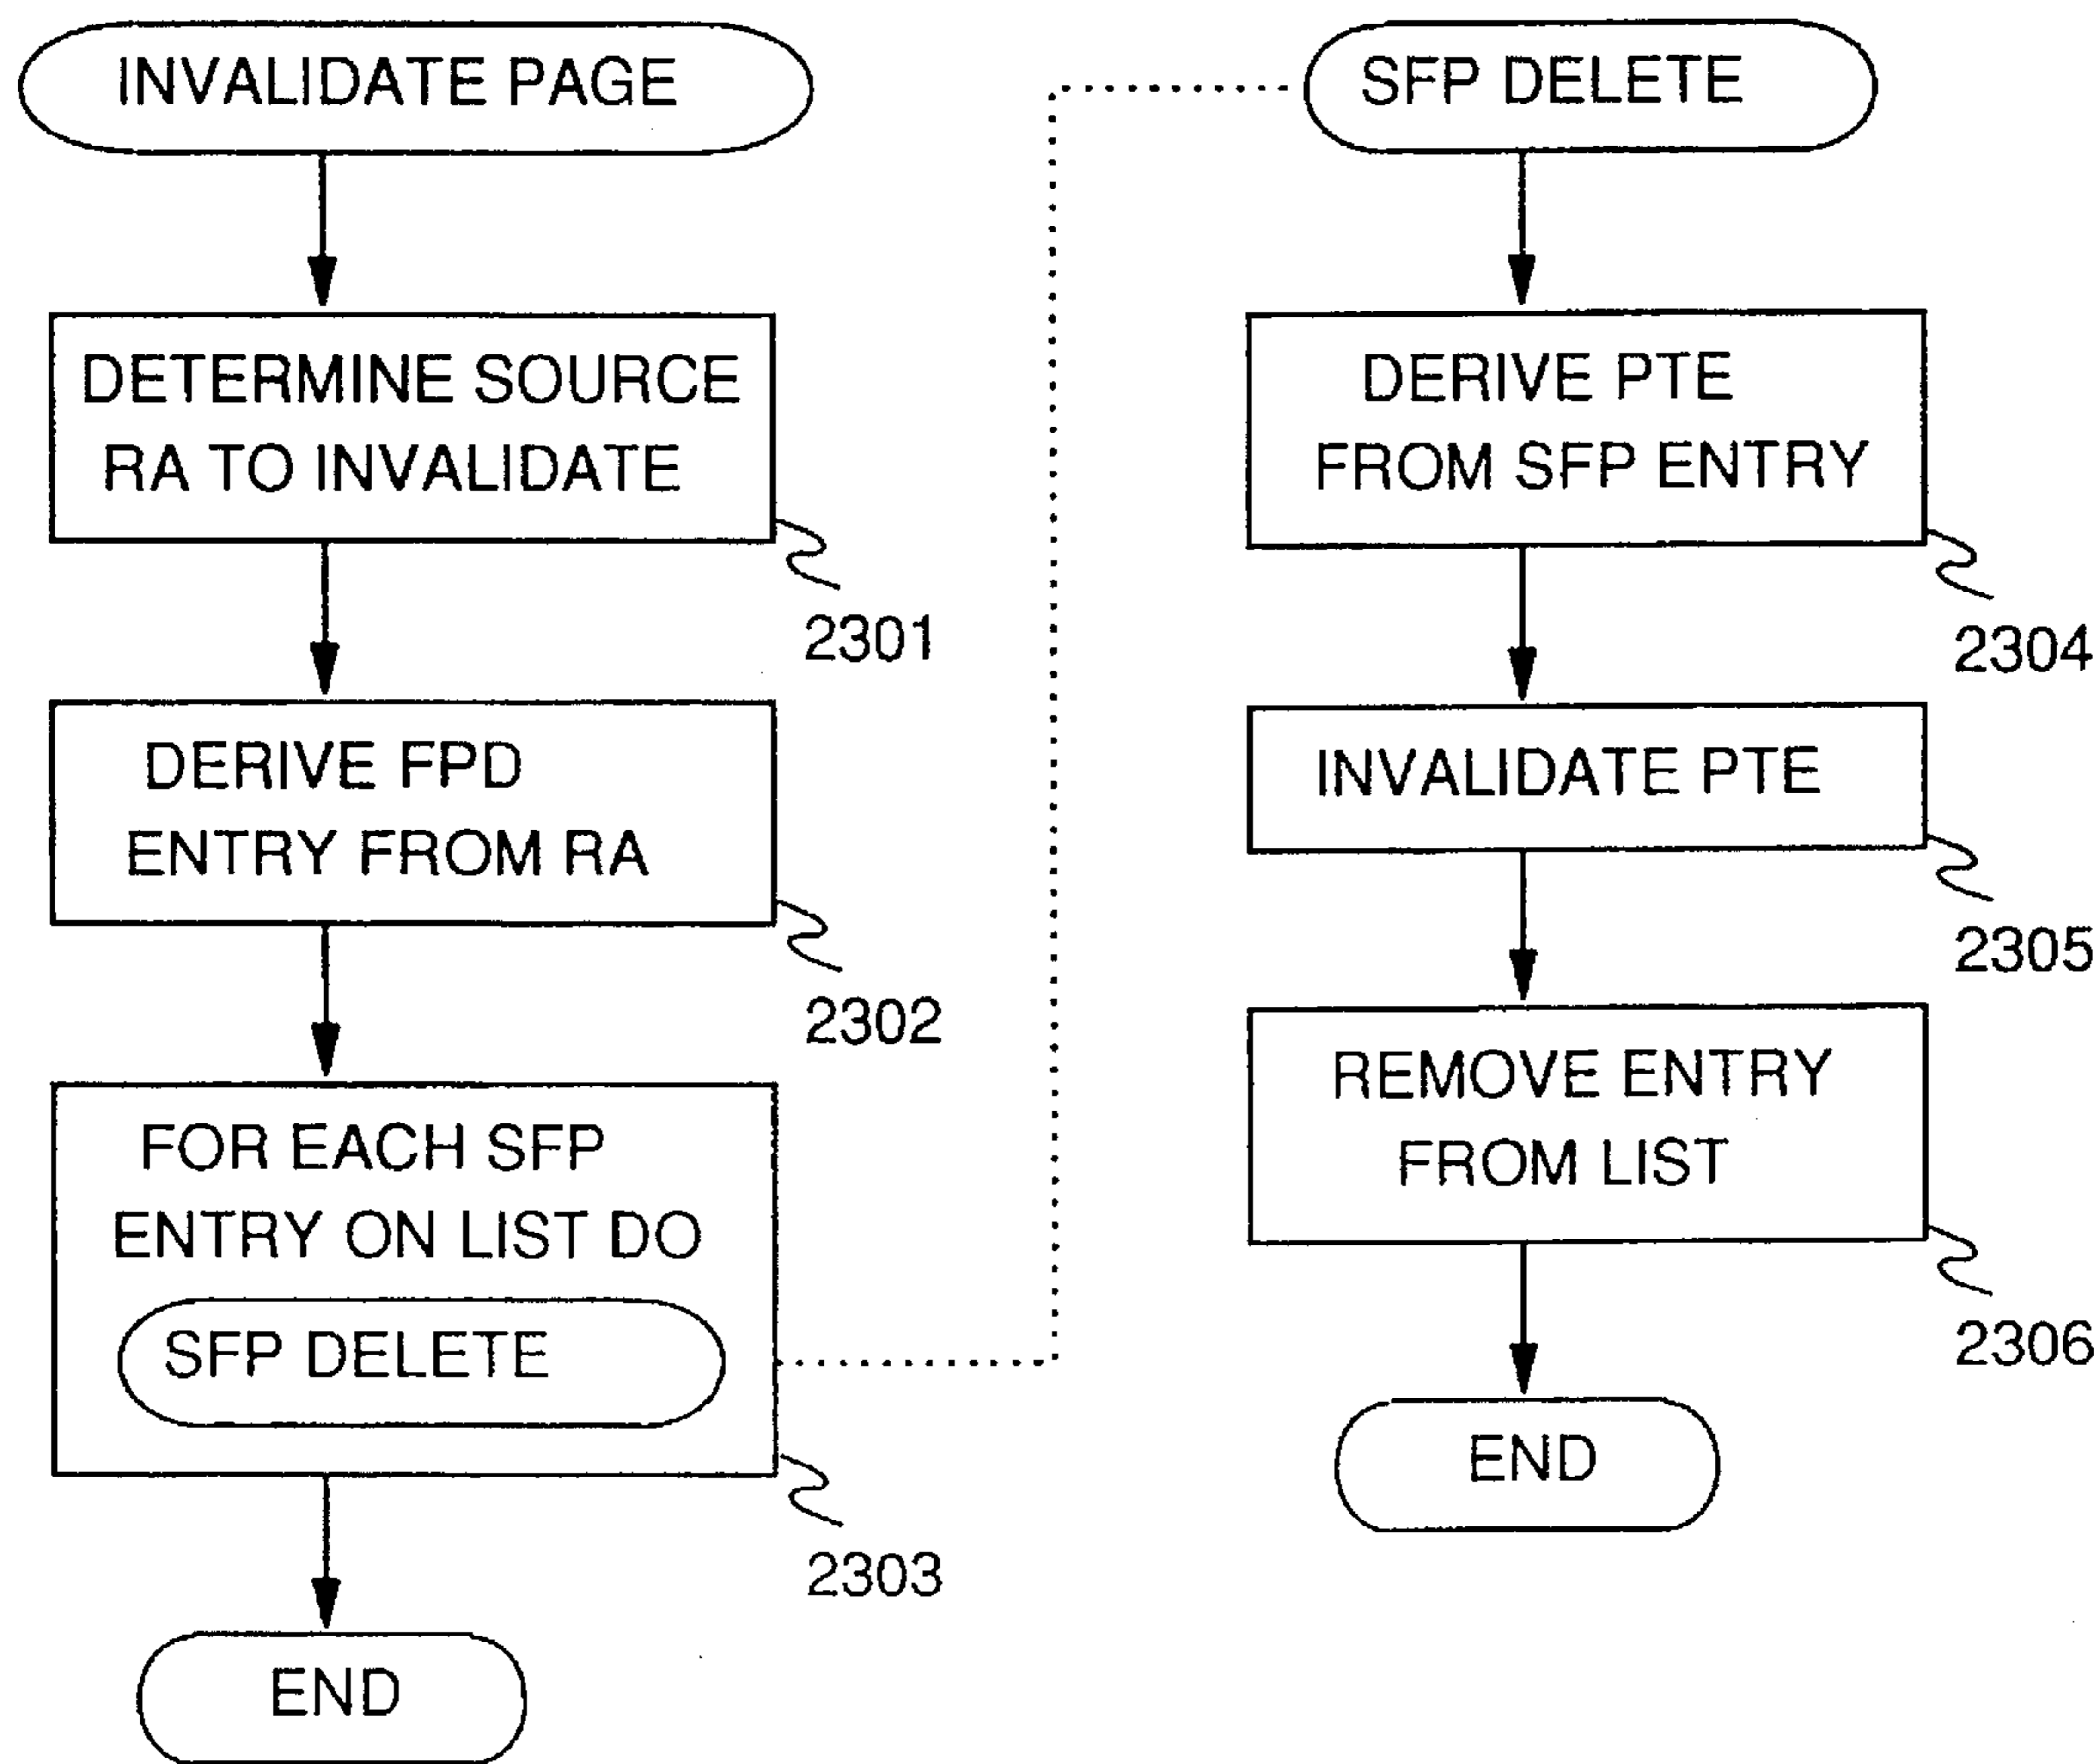 INVALIDATE PAGE
DETERMINE SOURCE
RA TO INVALIDATE
2301
DERIVE FPD
ENTRY FROM RA
2302
FOR EACH SFP
ENTRY ON LIST DO
SFP DELETE
2303
END
SFP DELETE
DERIVE PTE
FROM SFP ENTRY
2304
INVALIDATE PTE
2305
REMOVE ENTRY
FROM LIST
2306
END